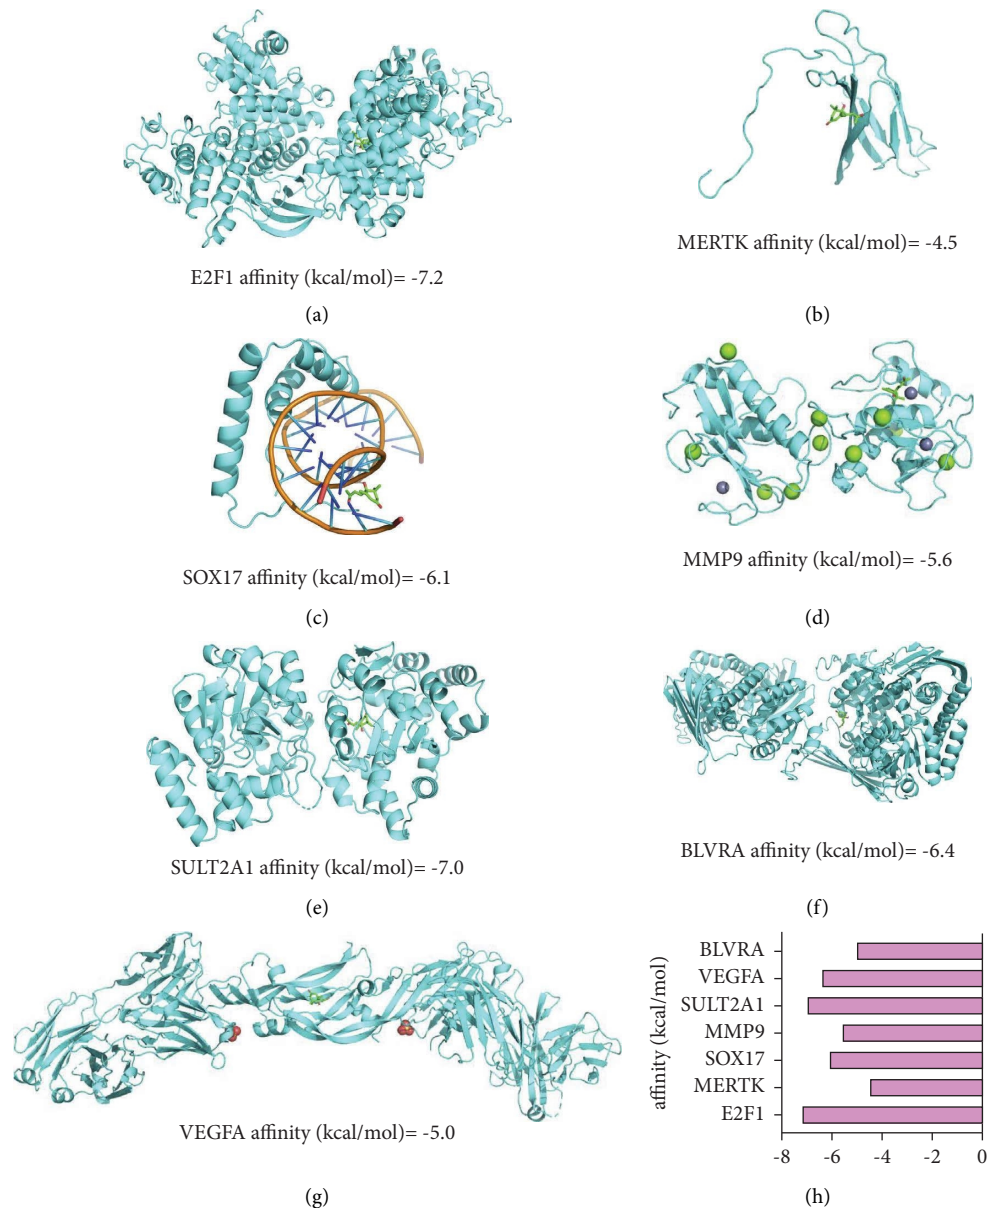 E2F1 affinity (kcal/mol)= -7.2
(a)
MERTK affinity (kcal/mol)= -4.5
(b)
SOX17 affinity (kcal/mol)= -6.1
(c)
MMP9 affinity (kcal/mol)= -5.6
(d)
SULT2A1 affinity (kcal/mol)= -7.0
(e)
BLVRA affinity (kcal/mol)= -6.4
(f)
VEGFA affinity (kcal/mol)= -5.0
(g)
affinity (kcal/mol)
BLVRA
VEGFA
SULT2A1
MMP9
SOX17
MERTK
E2F1
-8 -6 -4 -2 0
(h)